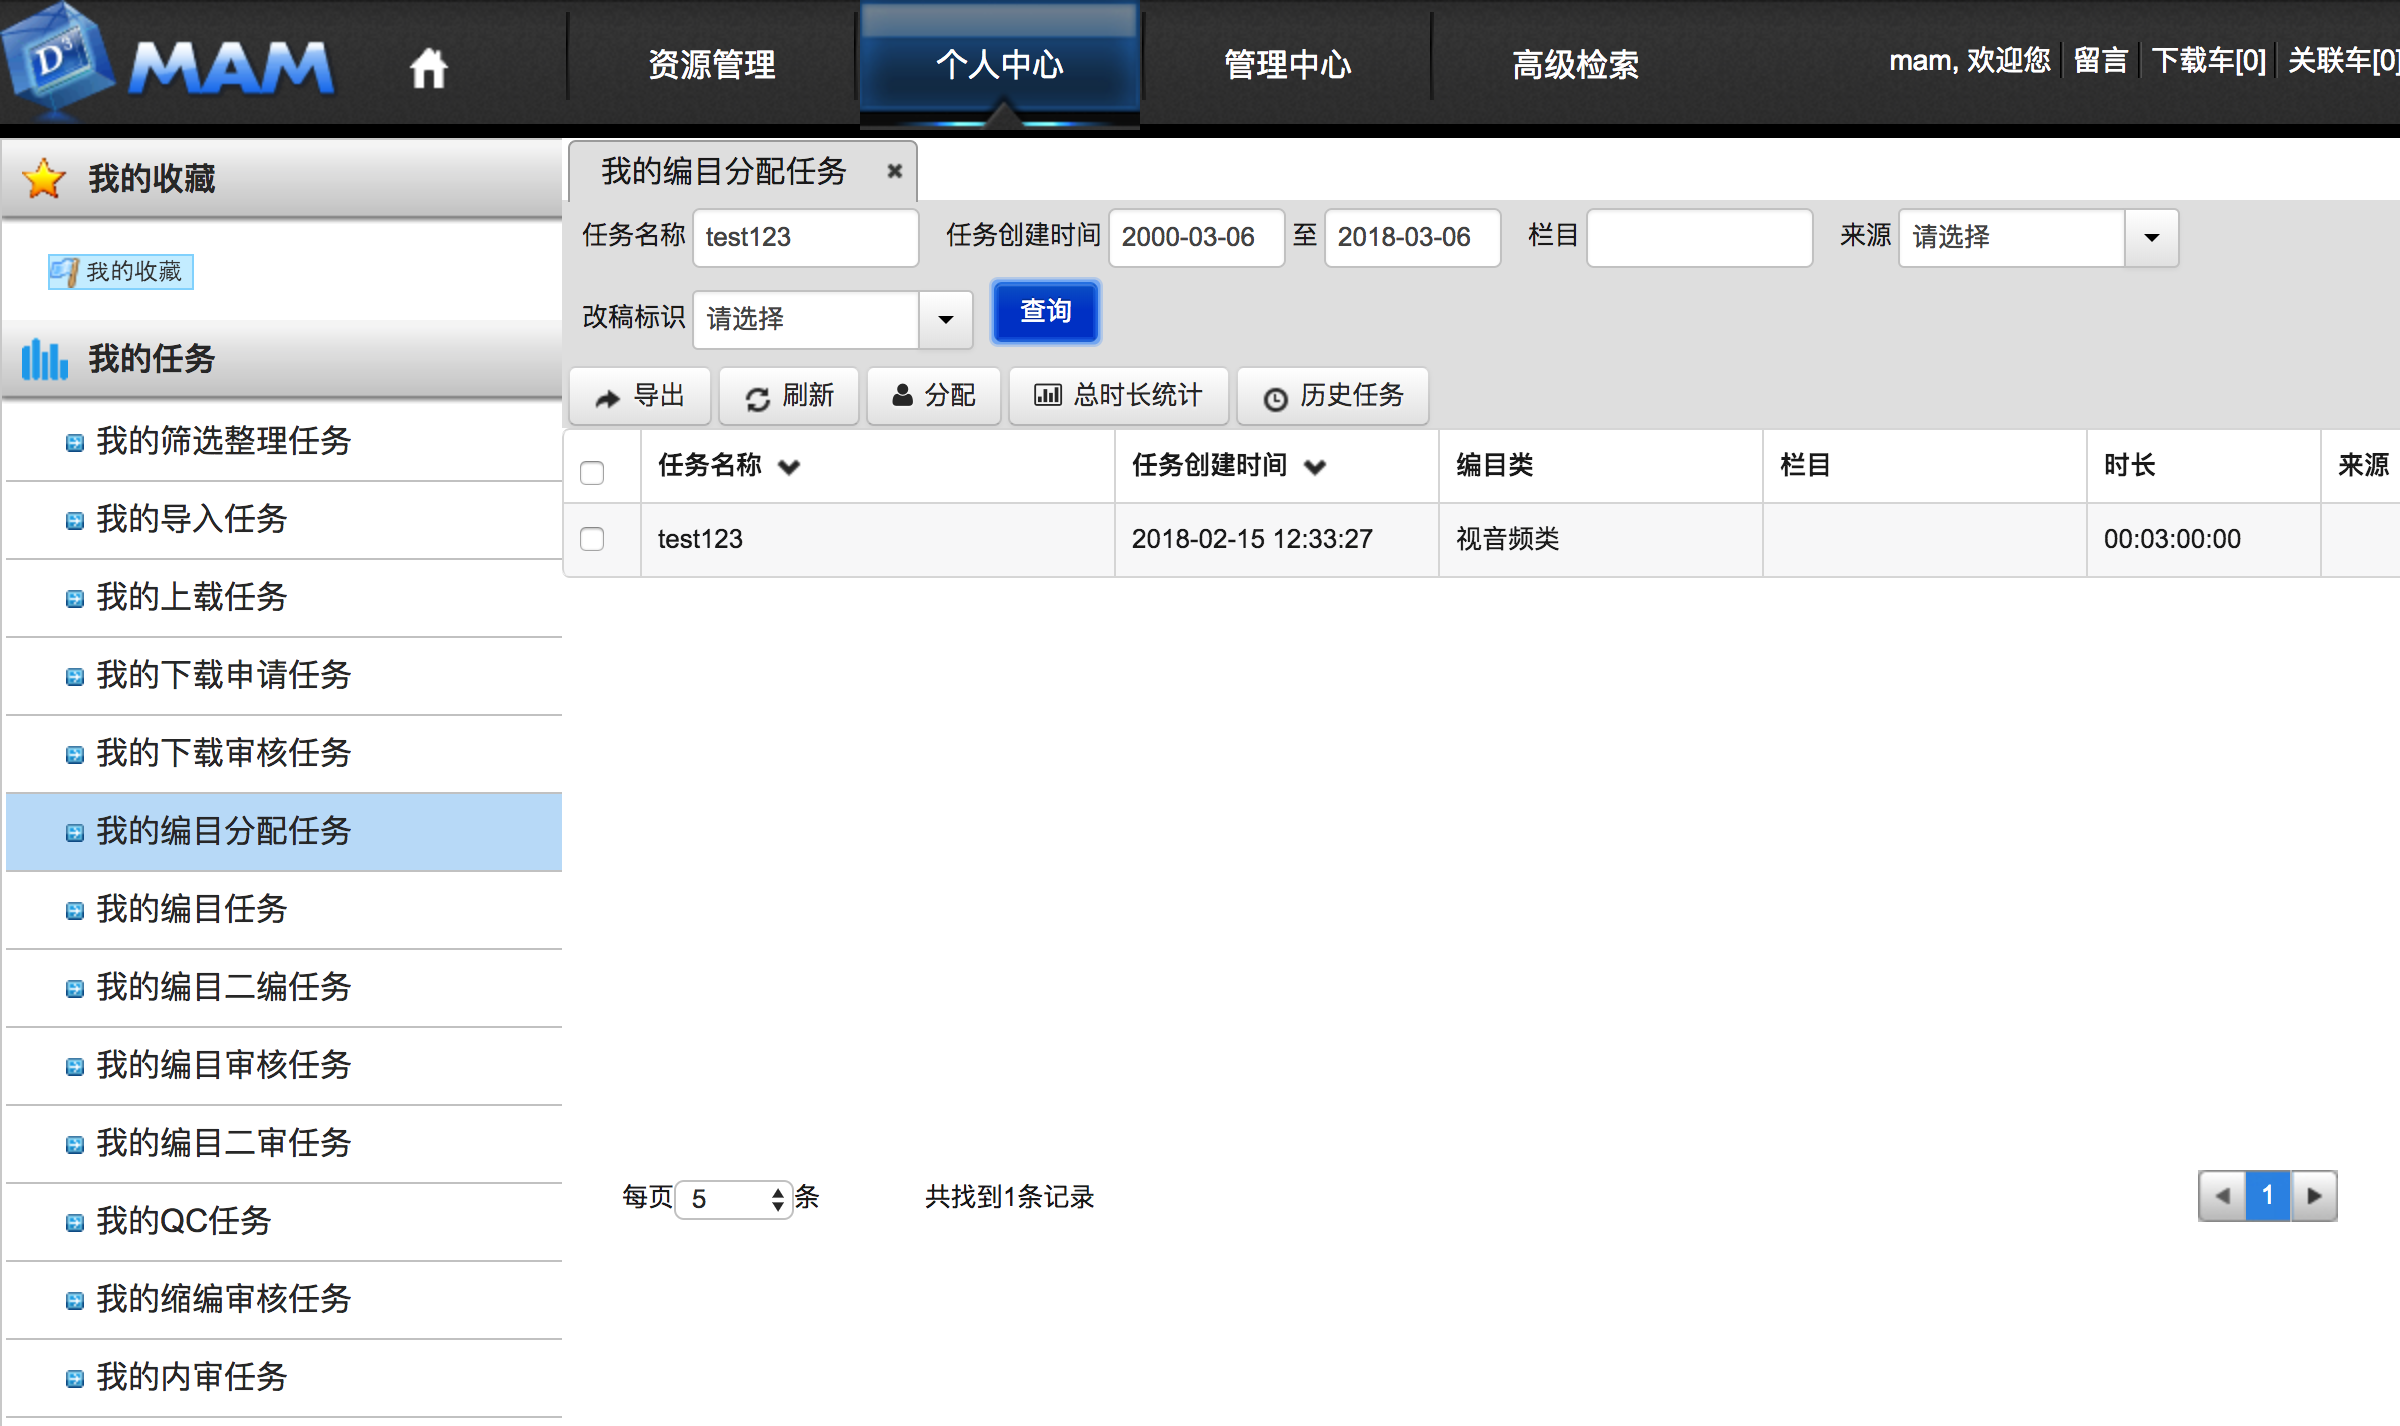 D3 MAM
资源管理
个人中心
管理中心
高级检索
mam, 欢迎您 留言 下载车[0] 关联车[0]
我的收藏
我的收藏
我的任务
我的筛选整理任务
我的导入任务
我的上载任务
我的下载申请任务
我的下载审核任务
我的编目分配任务
我的编目任务
我的编目二编任务
我的编目审核任务
我的编目二审任务
我的QC任务
我的缩编审核任务
我的内审任务
我的编目分配任务
任务名称 test123 任务创建时间 2000-03-06 至 2018-03-06 栏目 来源 请选择
改稿标识 请选择 查询
导出 刷新 分配 总时长统计 历史任务
任务名称 任务创建时间 编目类 栏目 时长 来源
test123 2018-02-15 12:33:27 视音频类 00:03:00:00
每页 5 条 共找到1条记录 1